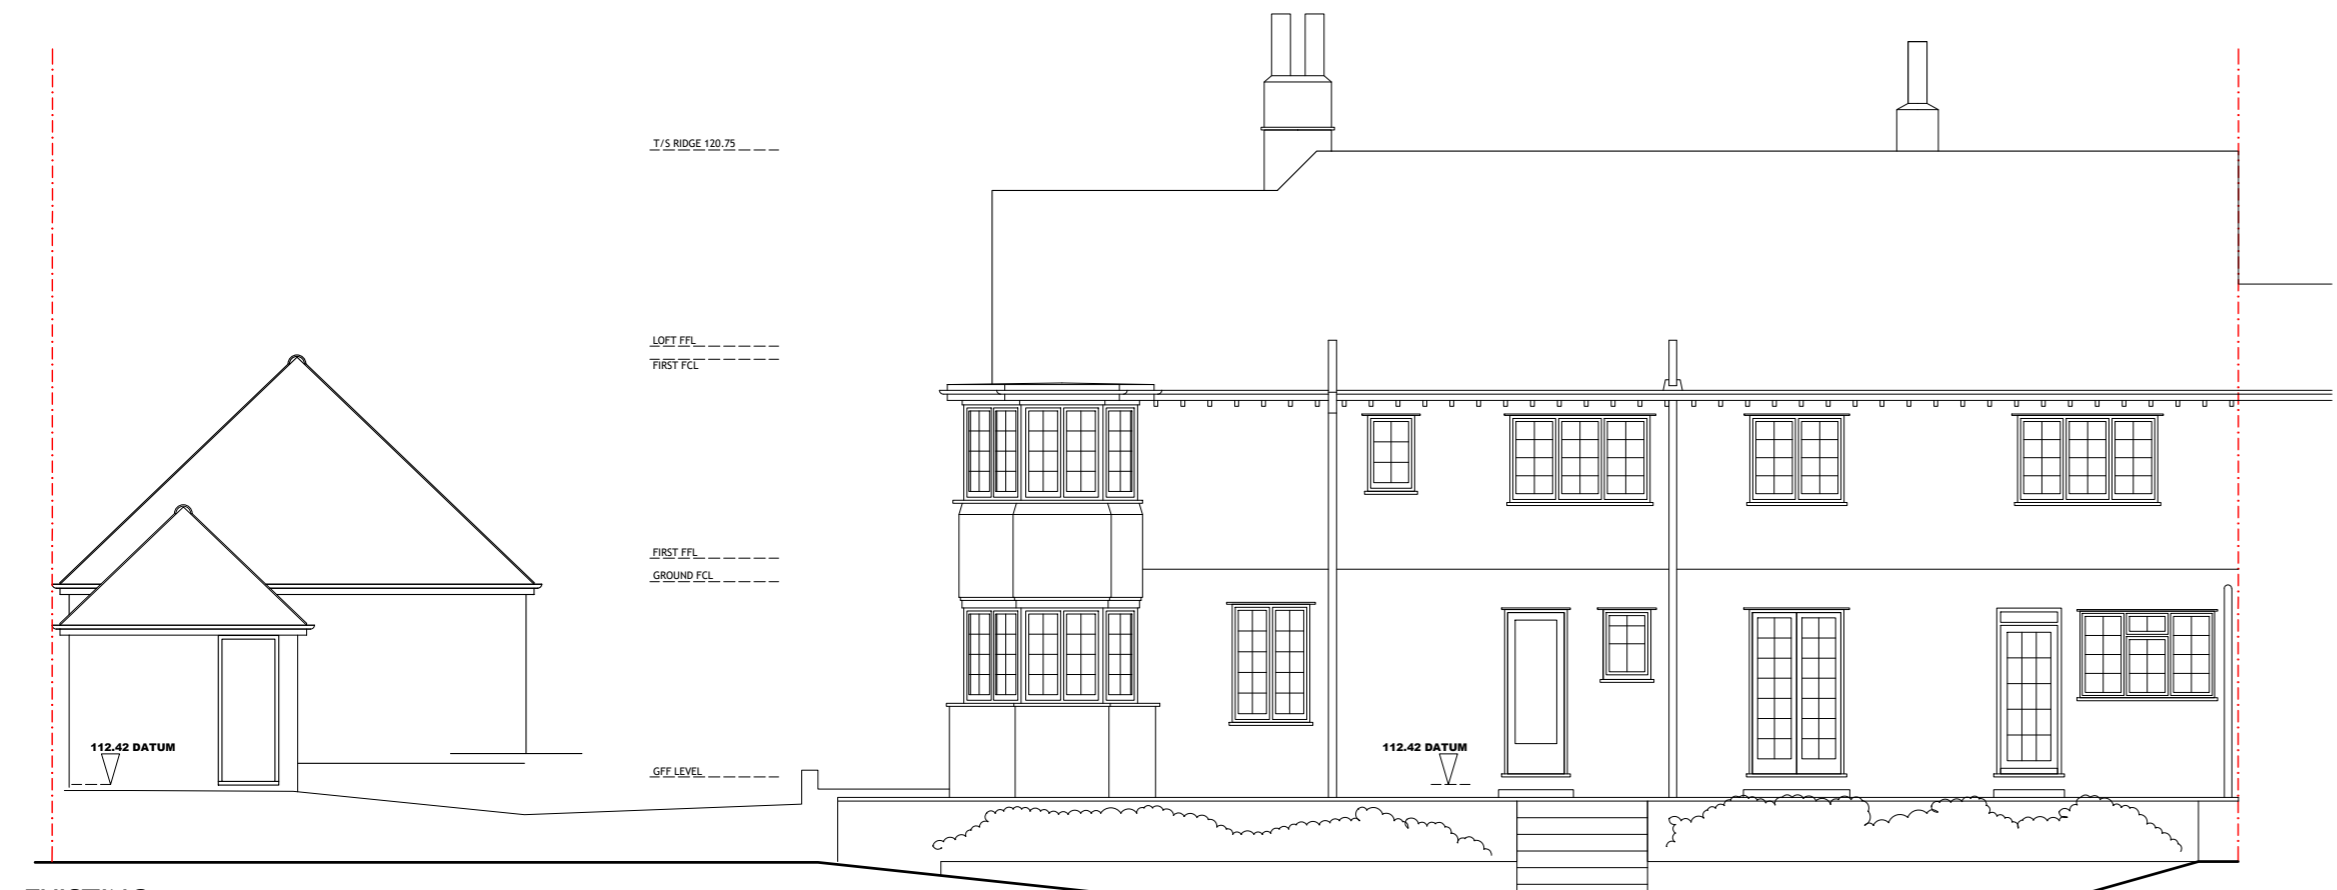 T/S RIDGE 120.75
LOFT FFL
FIRST FCL
FIRST FFL
GROUND FCL
112.42 DATUM
112.42 DATUM
GFF LEVEL